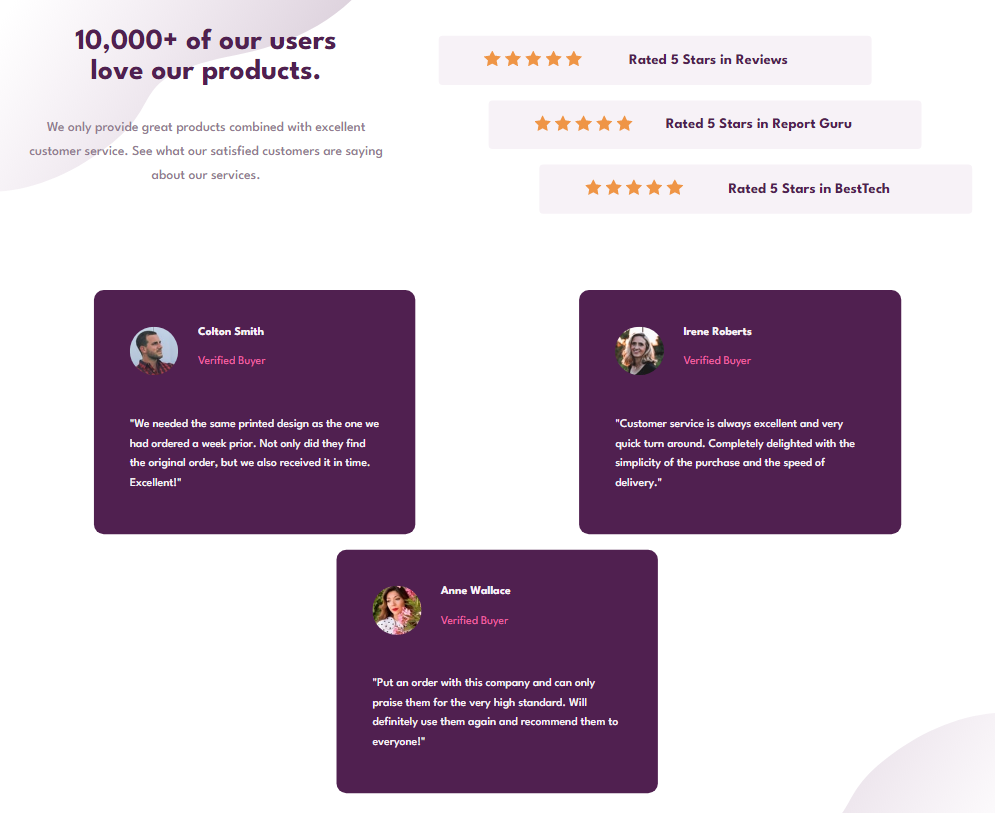 10,000+ of our users
love our products.
We only provide great products combined with excellent
customer service. See what our satisfied customers are saying
about our services.
Rated 5 Stars in Reviews
Rated 5 Stars in Report Guru
Rated 5 Stars in BestTech
Colton Smith
Verified Buyer
"We needed the same printed design as the one we
had ordered a week prior. Not only did they find
the original order, but we also received it in time.
Excellent!"
Irene Roberts
Verified Buyer
"Customer service is always excellent and very
quick turn around. Completely delighted with the
simplicity of the purchase and the speed of
delivery."
Anne Wallace
Verified Buyer
"Put an order with this company and can only
praise them for the very high standard. Will
definitely use them again and recommend them to
everyone!"